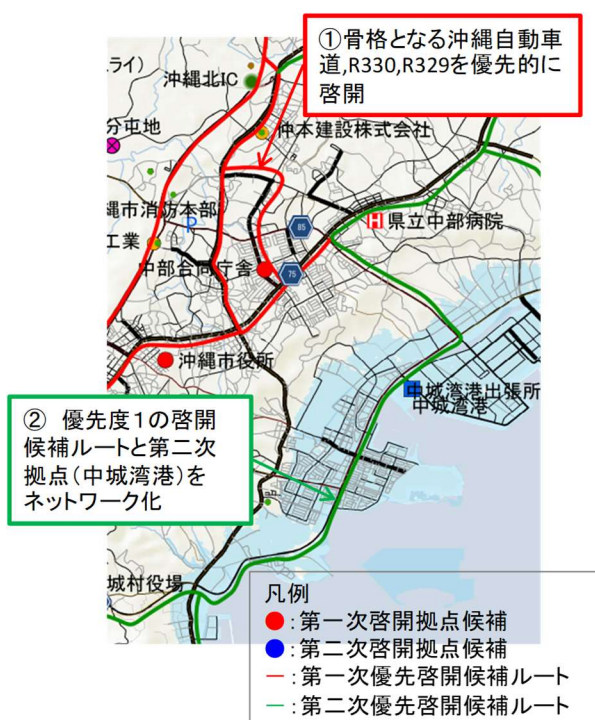 ①骨格となる沖縄自動車
道,R330,R329を優先的に
啓開
ライ)
沖縄北IC
仲本建設株式会社
分屯地
縄市消防本部
P
工業
85
H
県立中部病院
中部合同庁舎
75
沖縄市役所
中城湾港出張所
中城湾港
② 優先度1の啓開
候補ルートと第二次
拠点(中城湾港)を
ネットワーク化
城村役場
凡例
●:第一次啓開拠点候補
●:第二次啓開拠点候補
―:第一次優先啓開候補ルート
―:第二次優先啓開候補ルート